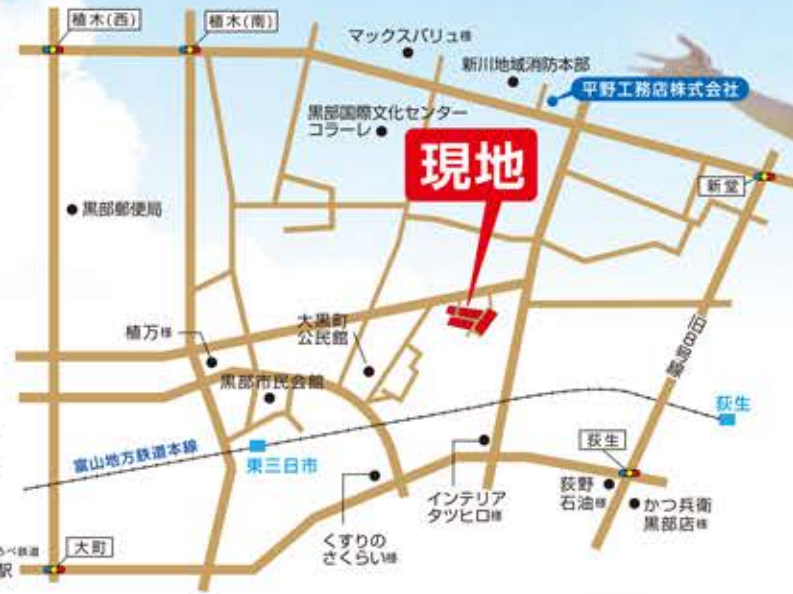 植木(西)
植木(南)
マックスバリュ様
新川地域消防本部
平野工務店株式会社
黒部国際文化センター
コラーレ
現地
新堂
黒部郵便局
旧8号線
植万様
大黒町
公民館
黒部市民会館
荻生
富山地方鉄道本線
東三日市
荻生
インテリア
タツヒロ様
荻野
石油様
かつ兵衛
黒部店様
くすりの
さくらい様
大町
べ鉄道
駅